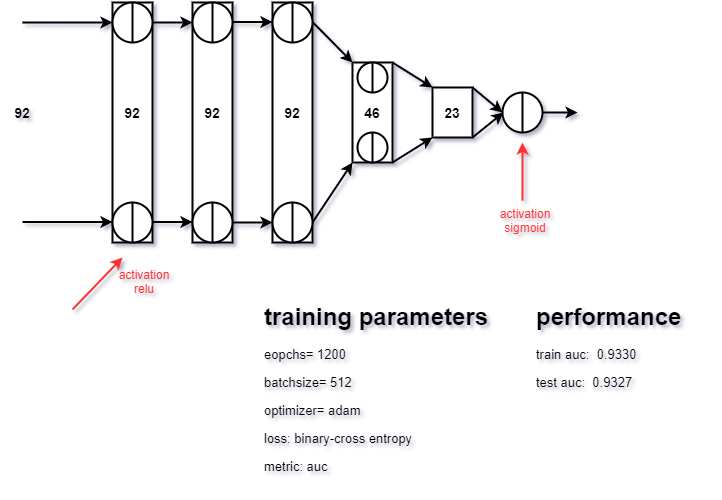 92
92
92
92
46
23
activation
sigmoid
activation
relu
training parameters
eopchs= 1200
batchsize= 512
optimizer= adam
loss: binary-cross entropy
metric: auc
performance
train auc: 0.9330
test auc: 0.9327